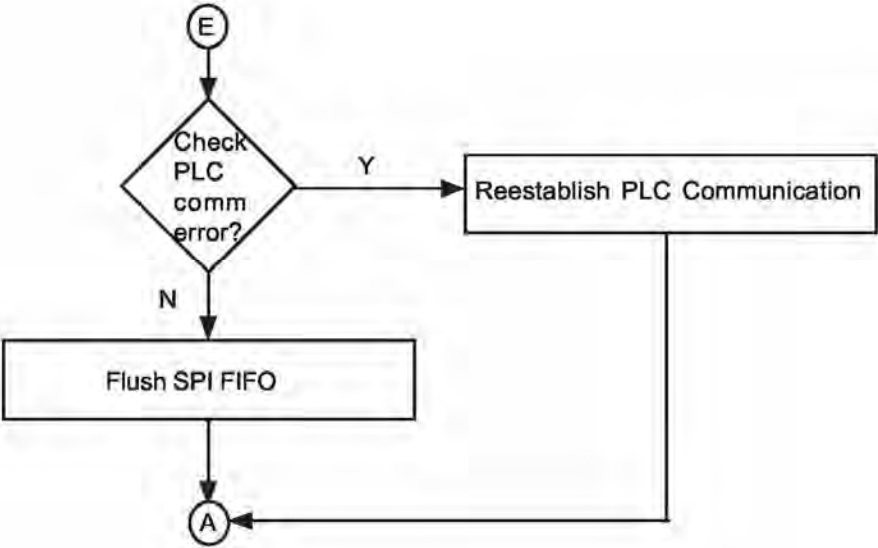 E
Check
PLC
comm
error?
Y
Reestablish PLC Communication
N
Flush SPI FIFO
A